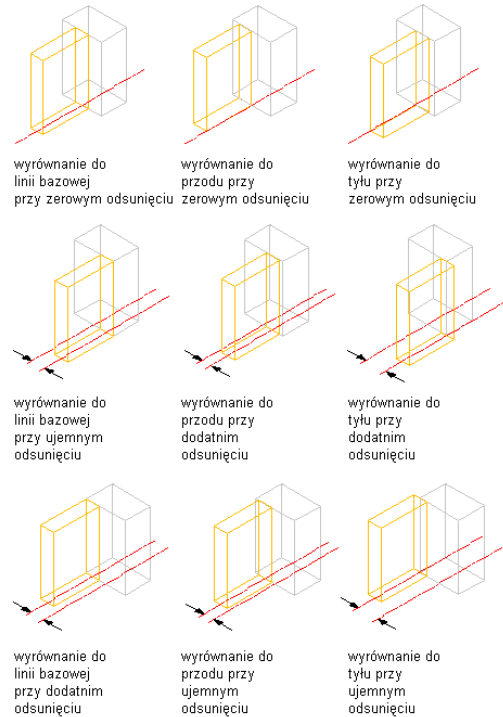 wyrównanie do
linii bazowej
przy zerowym odsunięciu
wyrównanie do
przodu przy
zerowym odsunięciu
wyrównanie do
tyłu przy
zerowym odsunięciu
wyrównanie do
linii bazowej
przy ujemnym
odsunięciu
wyrównanie do
przodu przy
dodatnim
odsunięciu
wyrównanie do
tyłu przy
dodatnim
odsunięciu
wyrównanie do
linii bazowej
przy dodatnim
odsunięciu
wyrównanie do
przodu przy
ujemnym
odsunięciu
wyrównanie do
tyłu przy
ujemnym
odsunięciu